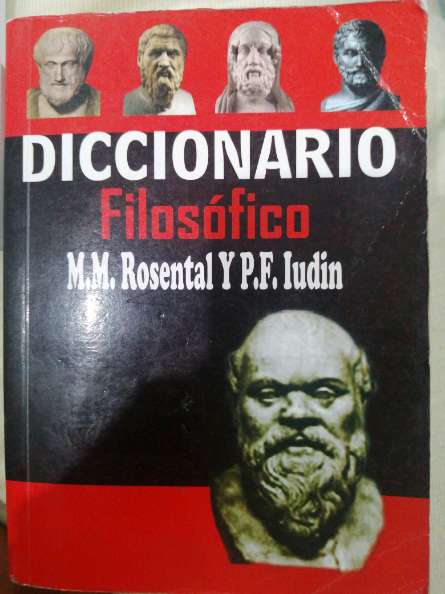 DICCIONARIO
Filosófico
M.M. Rosental Y P.F. Iudin